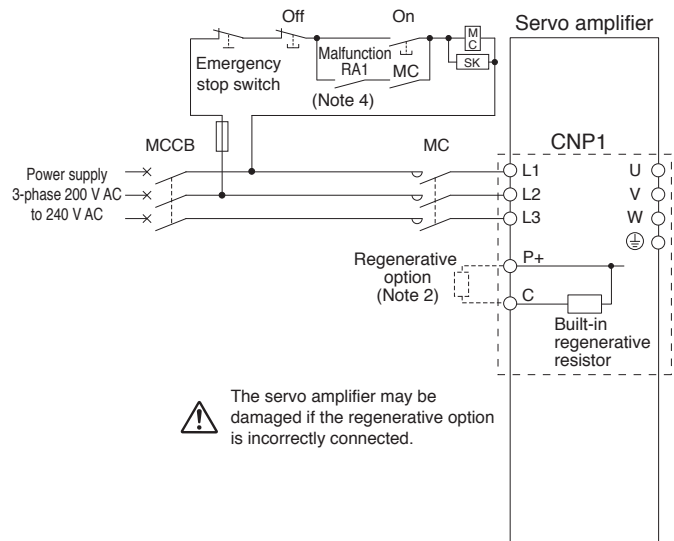 Off
On
Servo amplifier
M
C
SK
Emergency
stop switch
Malfunction
RA1
MC
(Note 4)
MCCB
MC
CNP1
Power supply
3-phase 200 V AC
to 240 V AC
L1
U
L2
V
L3
W
Regenerative
option
(Note 2)
P+
C
Built-in
regenerative
resistor
The servo amplifier may be
damaged if the regenerative option
is incorrectly connected.